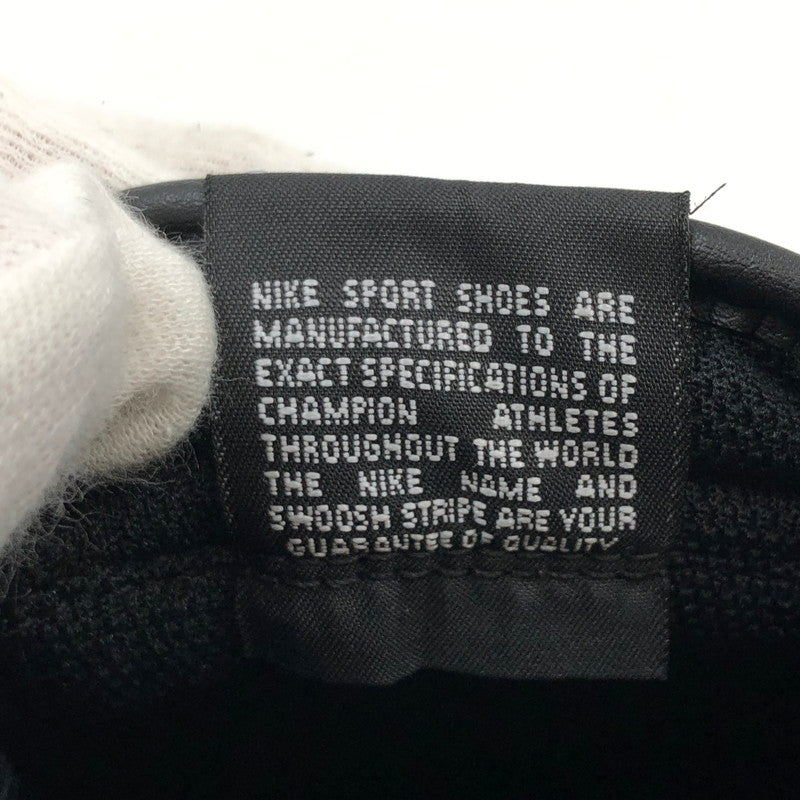 NIKE SPORT SHOES ARE
MANUFACTURED TO THE
EXACT SPECIFICATIONS OF
CHAMPION ATHLETES
THROUGHOUT THE WORLD
THE NIKE NAME AND
SWOOSH STRIPE ARE YOUR
GUARANTEE OF QUALITY